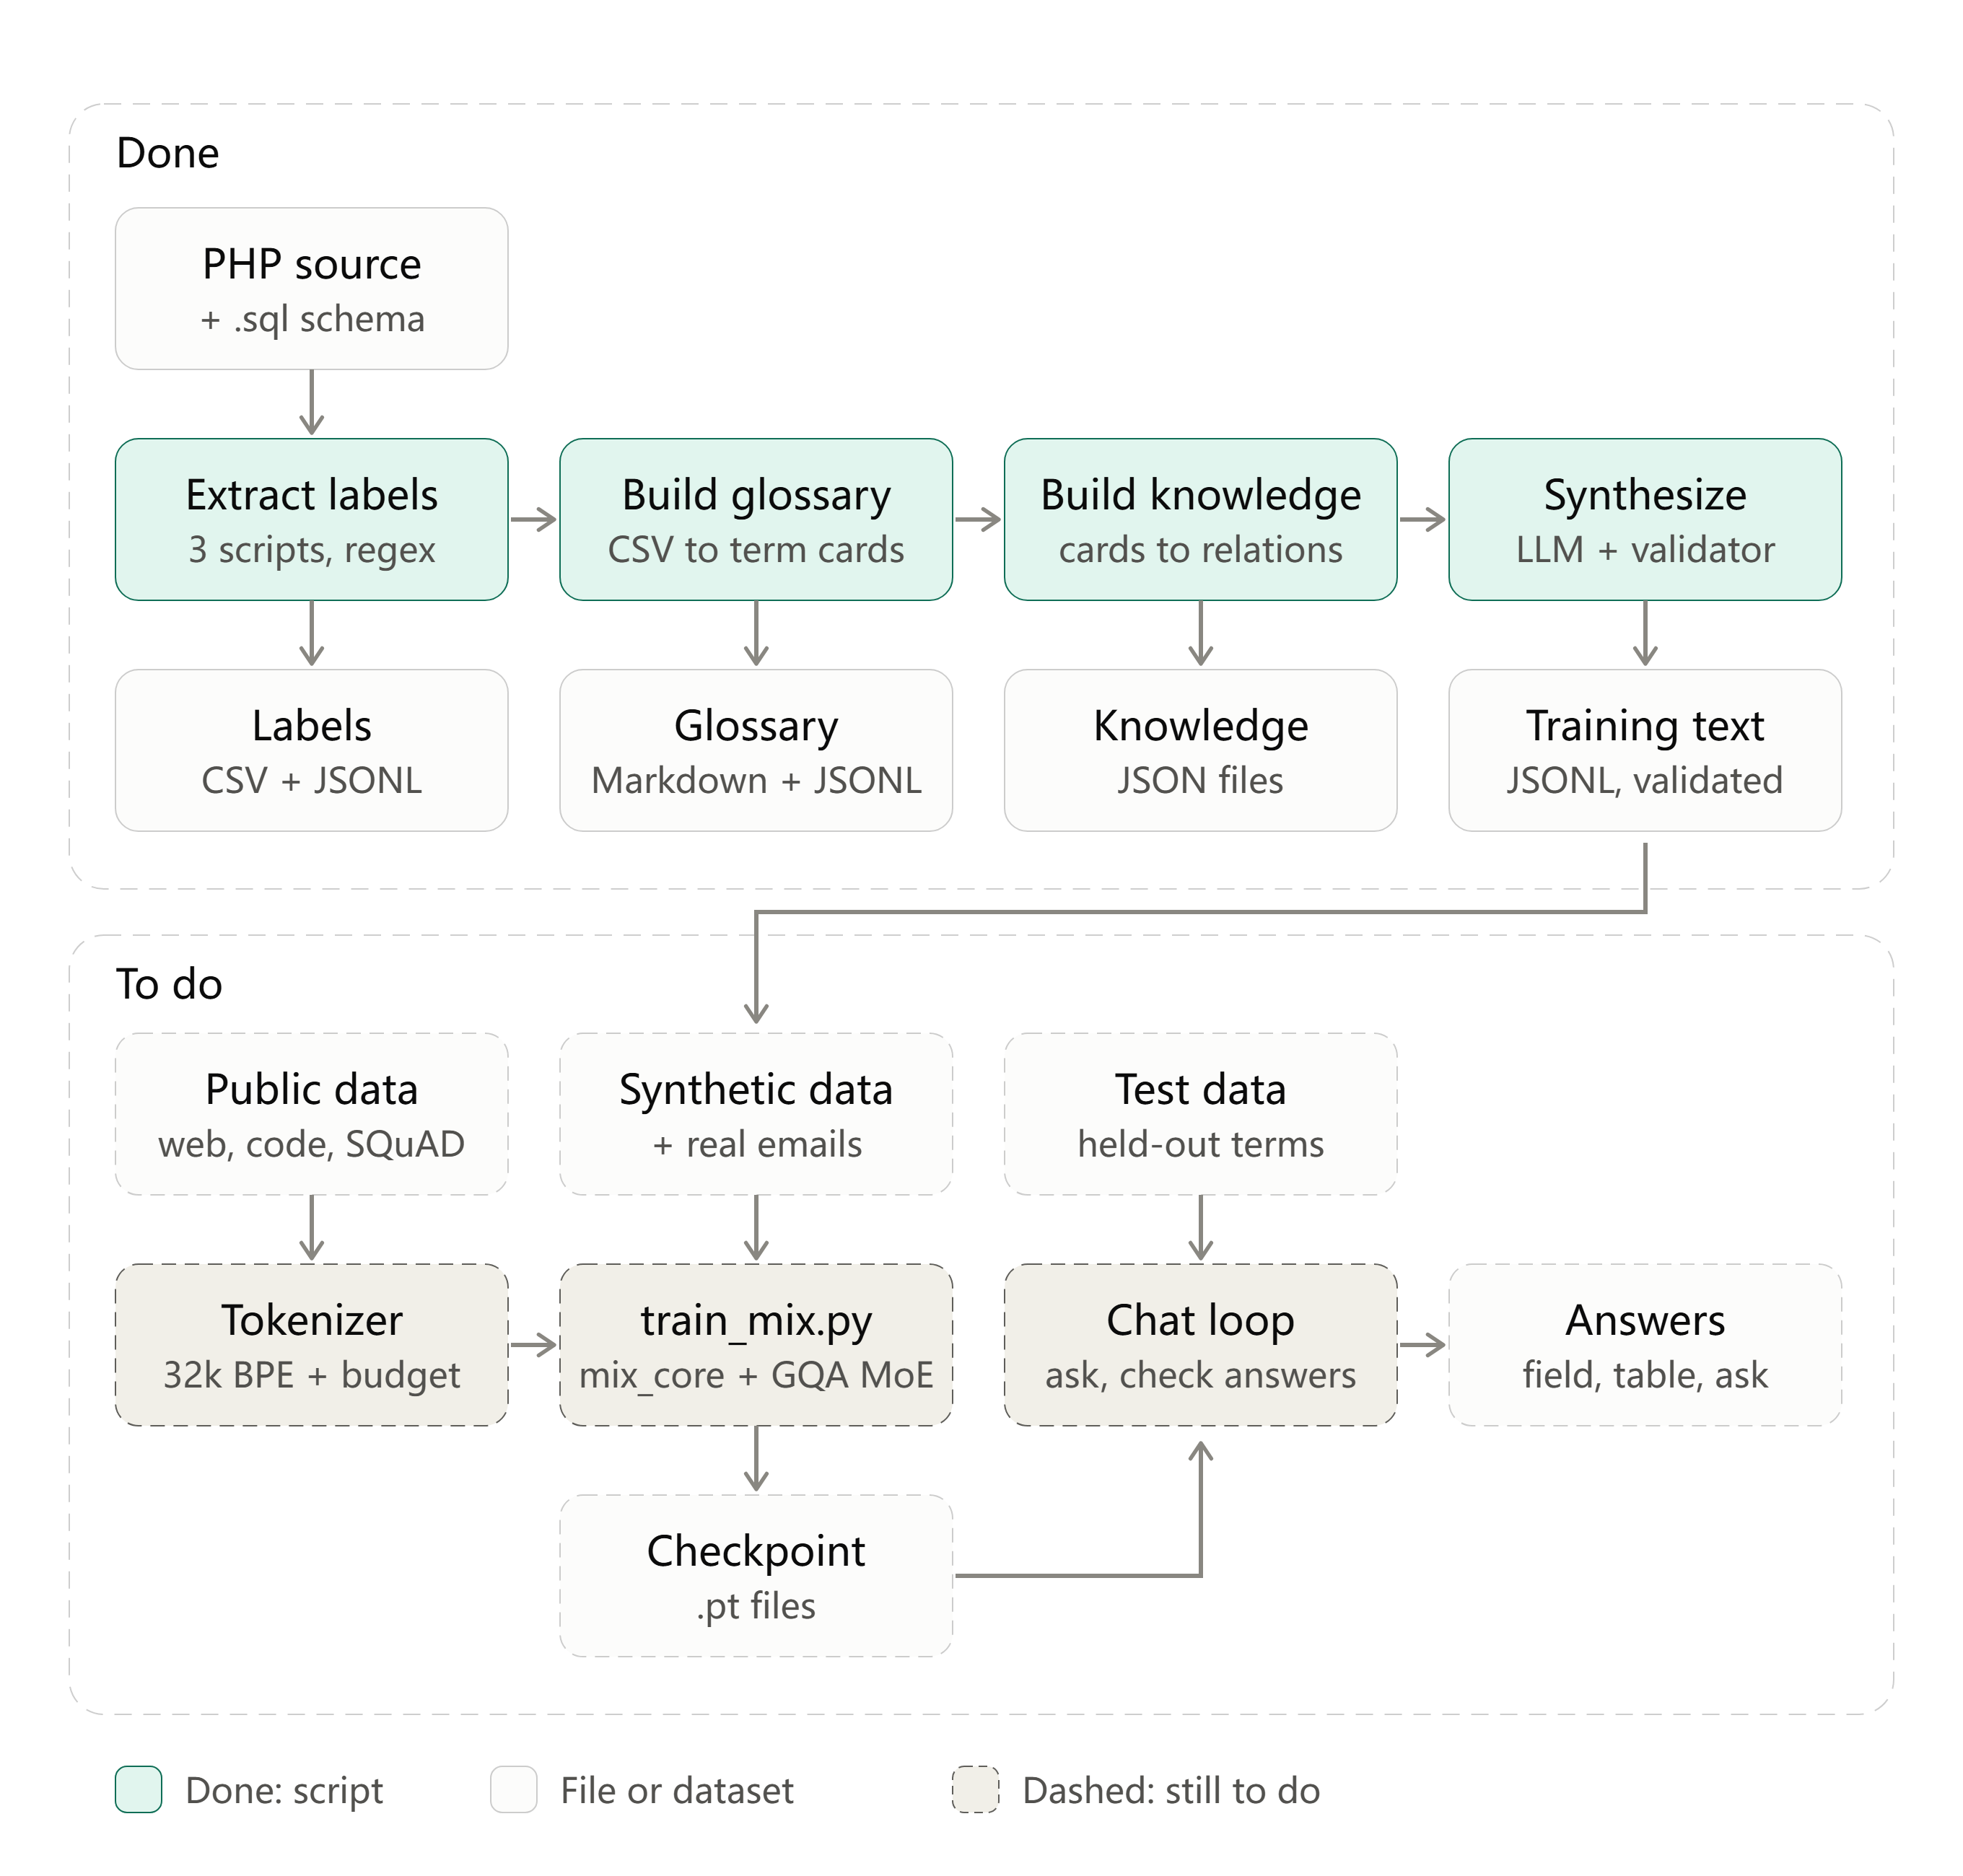 Done
PHP source
+ .sql schema
Extract labels
3 scripts, regex
Build glossary
CSV to term cards
Build knowledge
cards to relations
Synthesize
LLM + validator
Labels
CSV + JSONL
Glossary
Markdown + JSONL
Knowledge
JSON files
Training text
JSONL, validated
To do
Public data
web, code, SQuAD
Synthetic data
+ real emails
Test data
held-out terms
Tokenizer
32k BPE + budget
train_mix.py
mix_core + GQA MoE
Chat loop
ask, check answers
Answers
field, table, ask
Checkpoint
.pt files
Done: script
File or dataset
Dashed: still to do